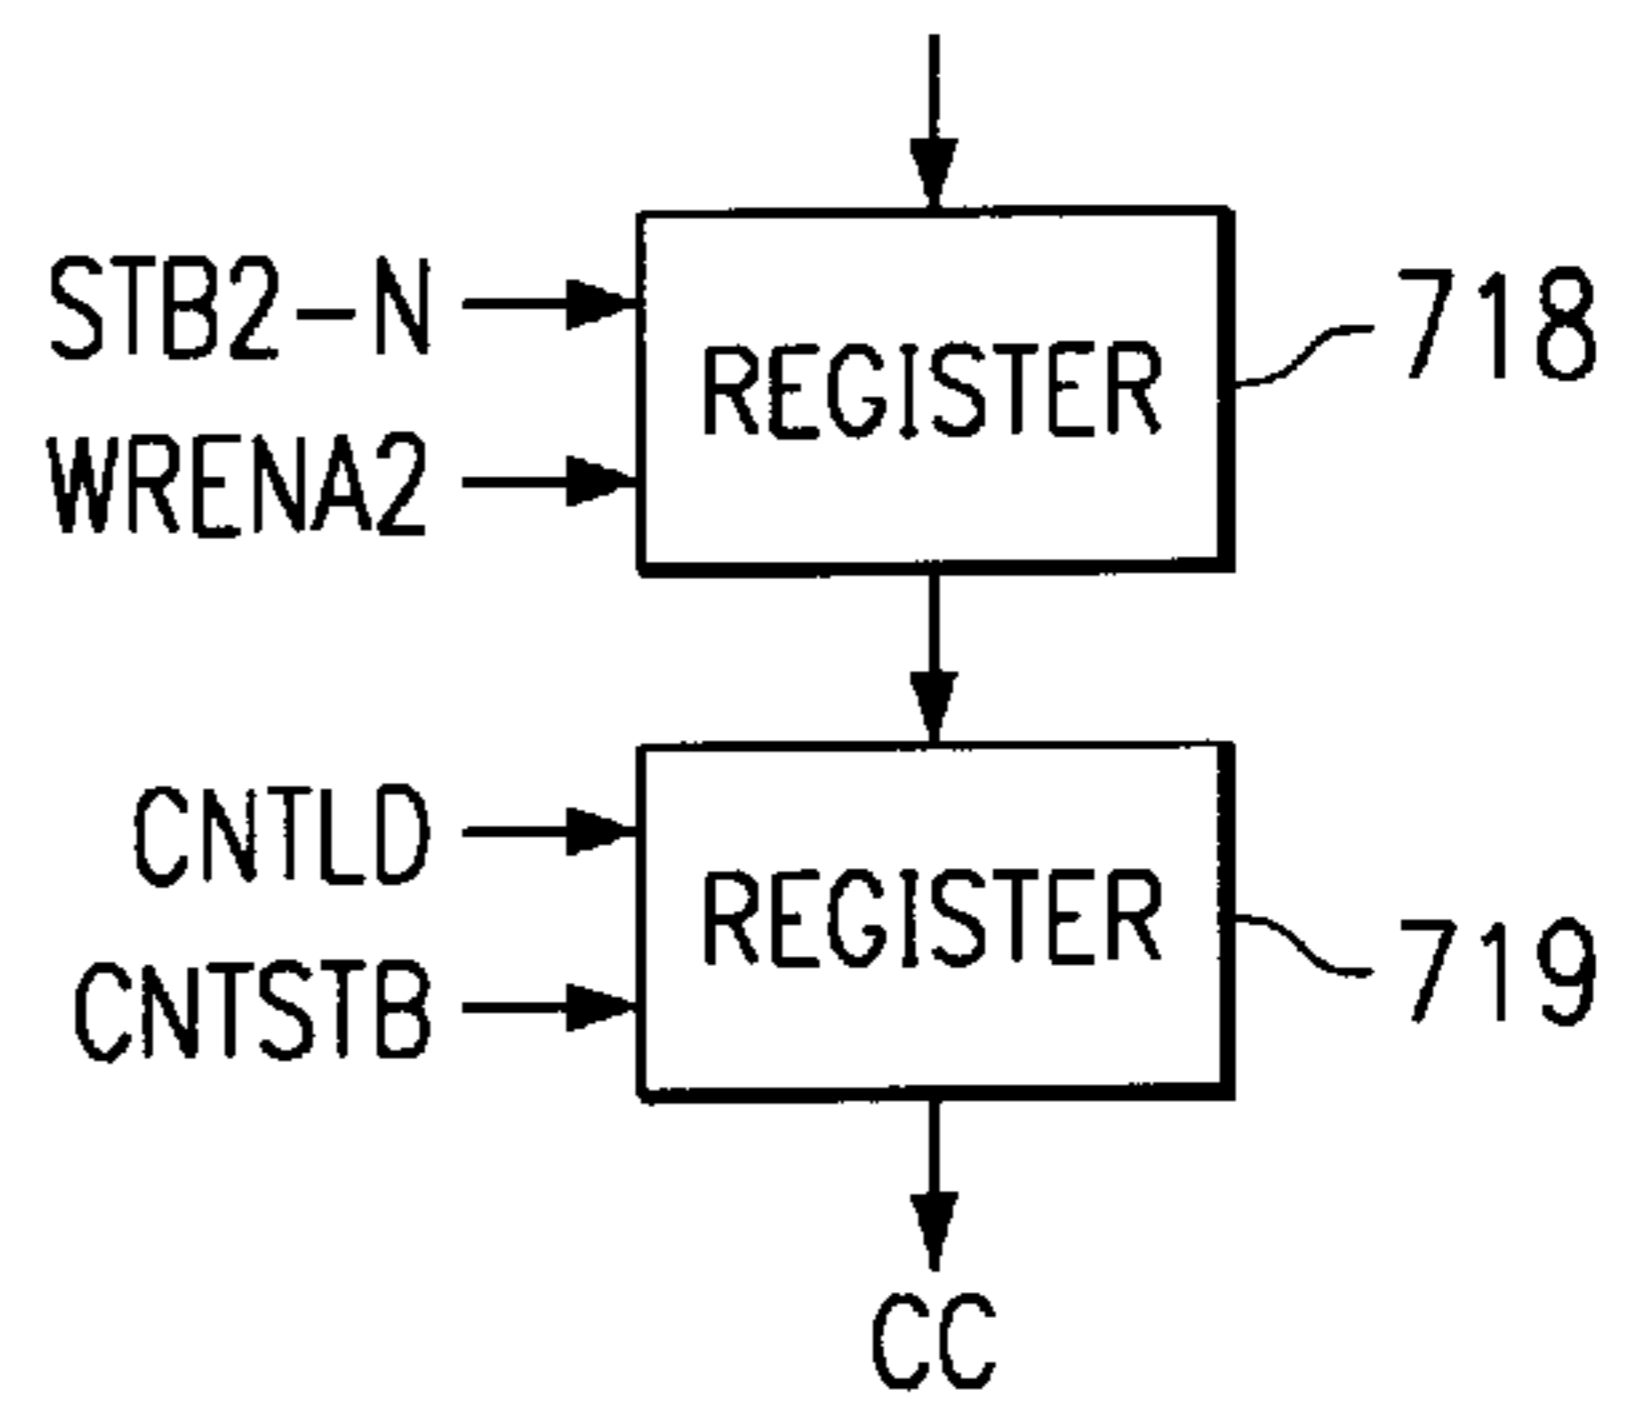 STB2-N
WRENA2
REGISTER
718
CNTLD
CNTSTB
REGISTER
719
CC